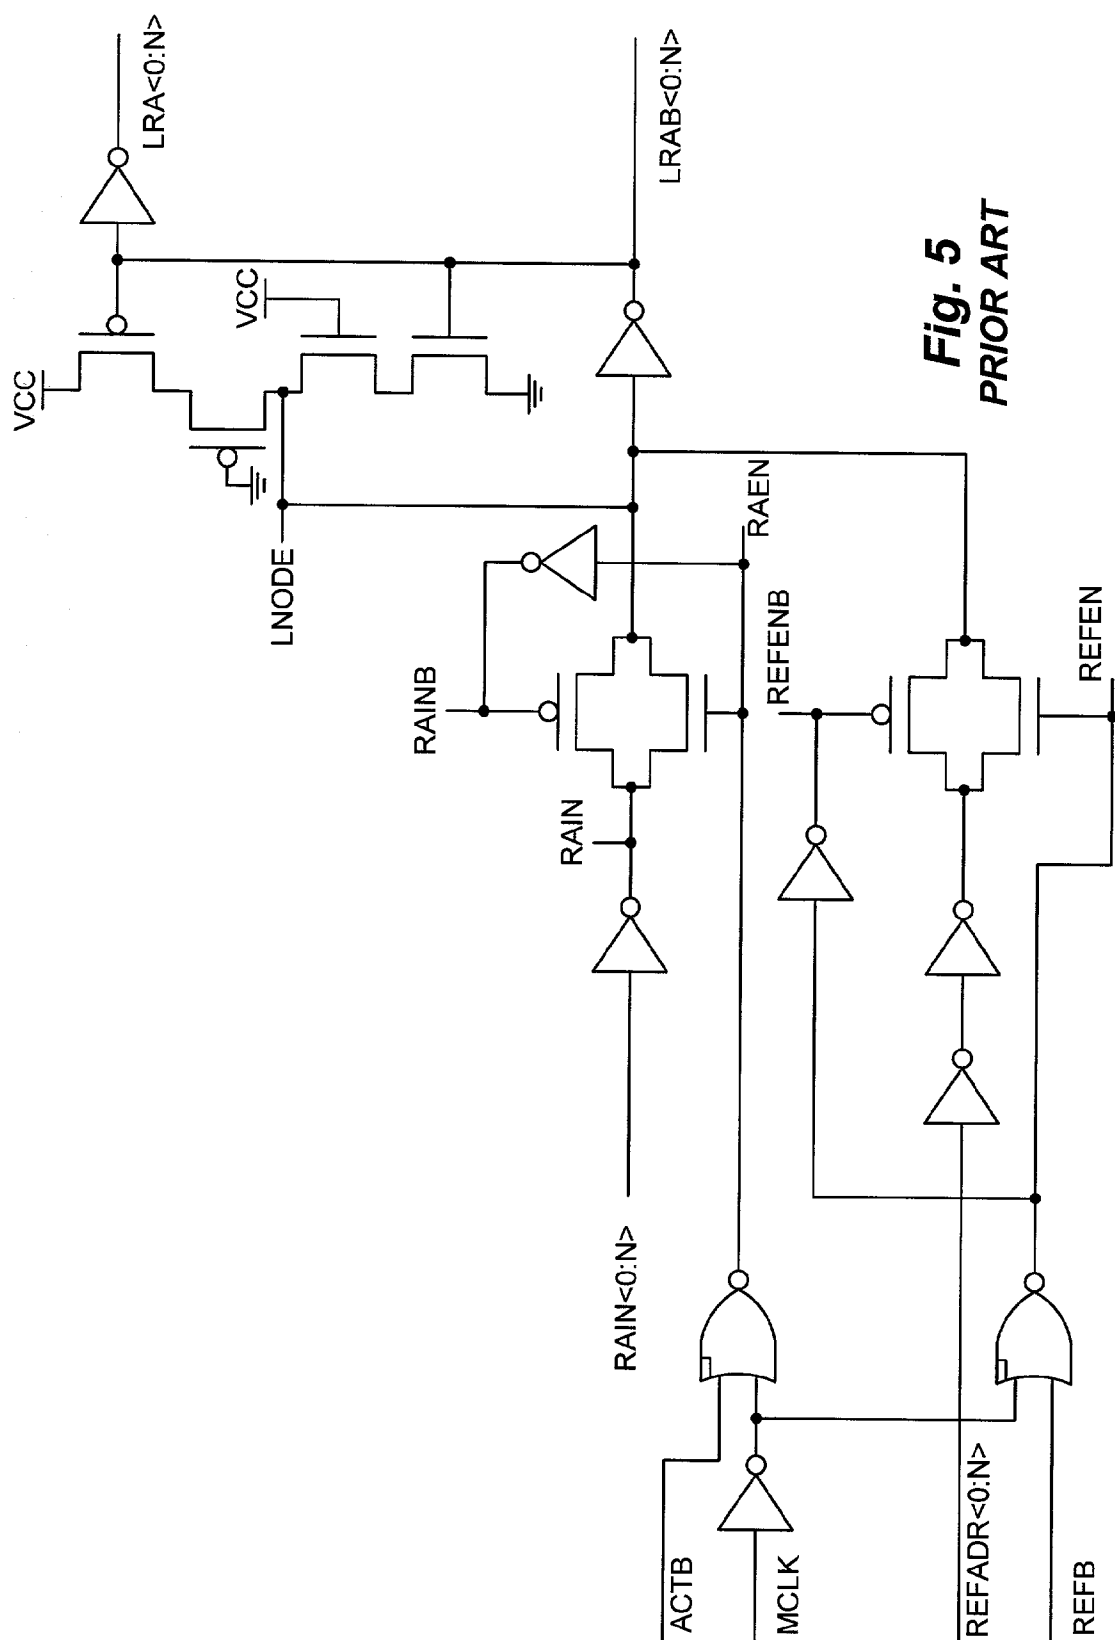 VCC
LRA<0:N>
VCC
LRAB<0:N>
LNODE
RAEN
RAINB
REFENB
REFEN
RAIN
RAIN<0:N>
ACTB
MCLK
REFADR<0:N>
REFB
Fig. 5
PRIOR ART